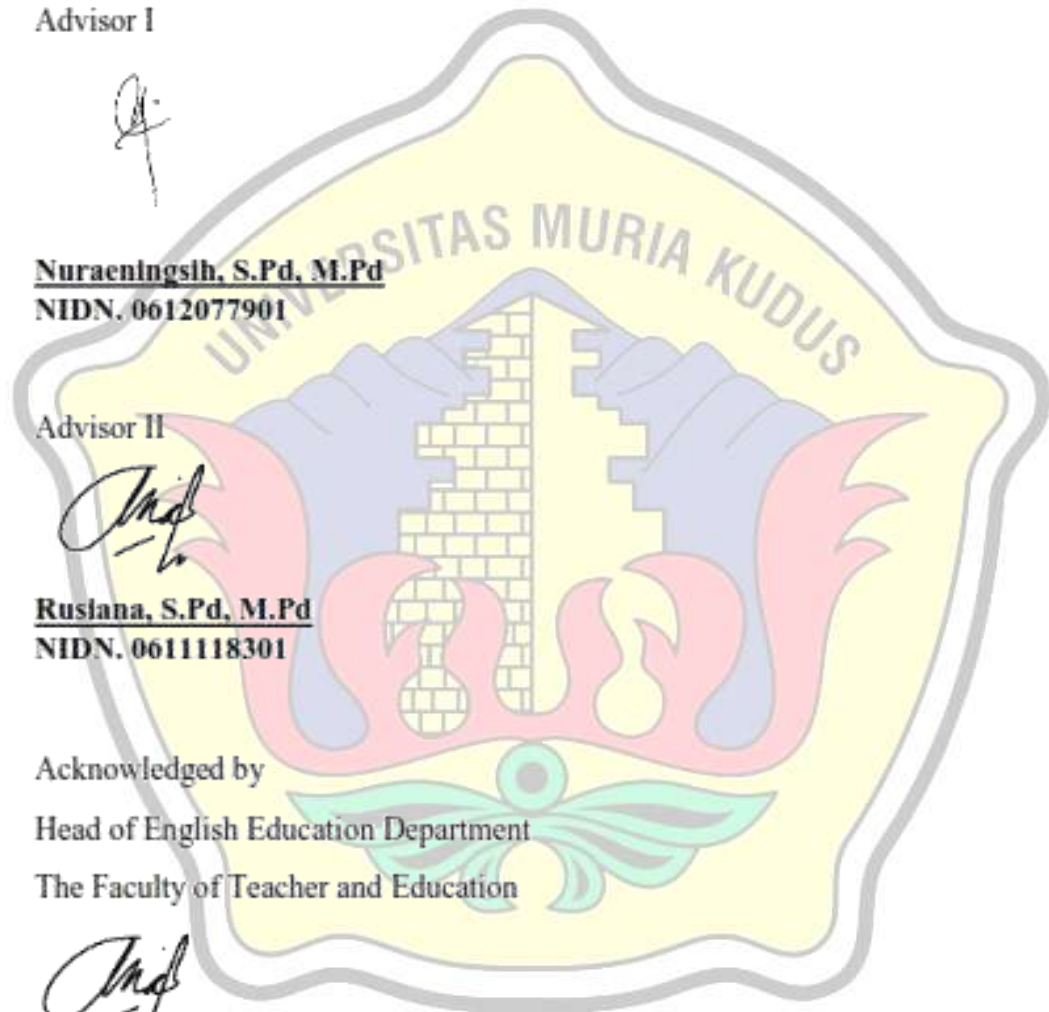 Advisor I
UNIVERSITAS MURIA KUDUS
Nuraeningsih, S.Pd, M.Pd
NIDN. 0612077901
Advisor II
Rusiana, S.Pd, M.Pd
NIDN. 0611118301
Acknowledged by
Head of English Education Department
The Faculty of Teacher and Education